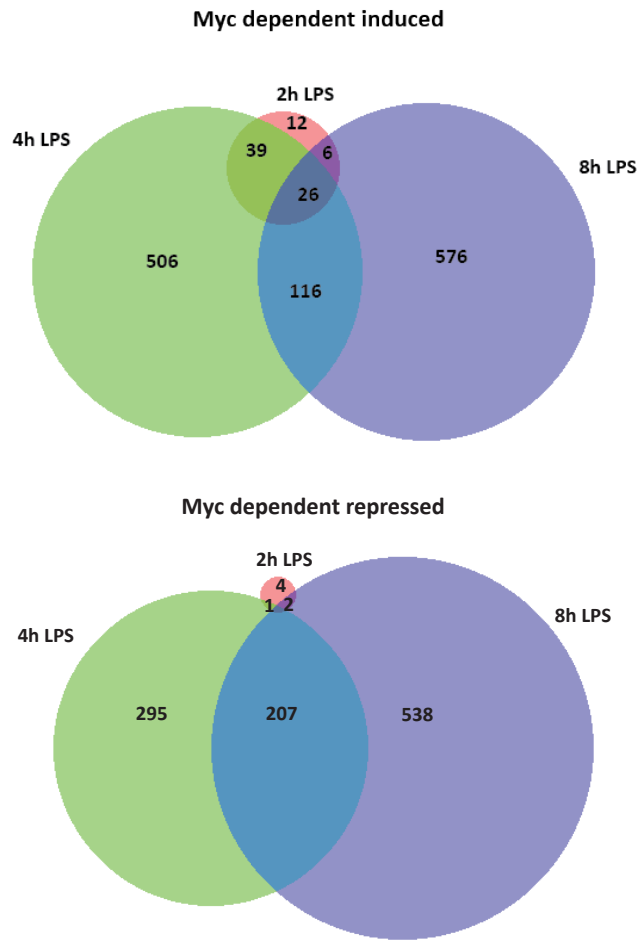 Myc dependent induced
2h LPS
4h LPS
12
39
6
8h LPS
26
506
576
116
Myc dependent repressed
2h LPS
4
1 2
8h LPS
4h LPS
295
207
538